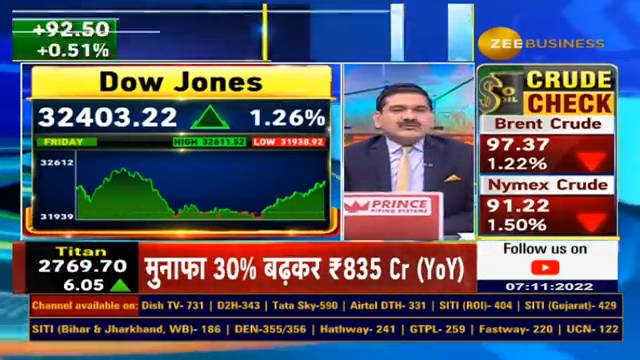 +92.50
+0.51%
ZEE BUSINESS
Dow Jones
32403.22 1.26%
FRIDAY HIGH 32611.52 LOW 31938.92
32612
31939
OIL
CRUDE
CHECK
Brent Crude
97.37
1.22%
Nymex Crude
91.22
1.50%
PRINCE
PIPING SYSTEMS
Titan
2769.70
6.05
मुनाफा 30% बढ़कर ₹835 Cr (YoY)
Follow us on
07:11:2022
Channel available on: Dish TV- 731 | D2H-343 | Tata Sky-590 | Airtel DTH- 331 | SITI (ROI)- 404 | SITI (Gujarat)- 429
SITI (Bihar & Jharkhand, WB)- 186 | DEN-355/356 | Hathway- 241 | GTPL- 259 | Fastway- 220 | UCN- 122